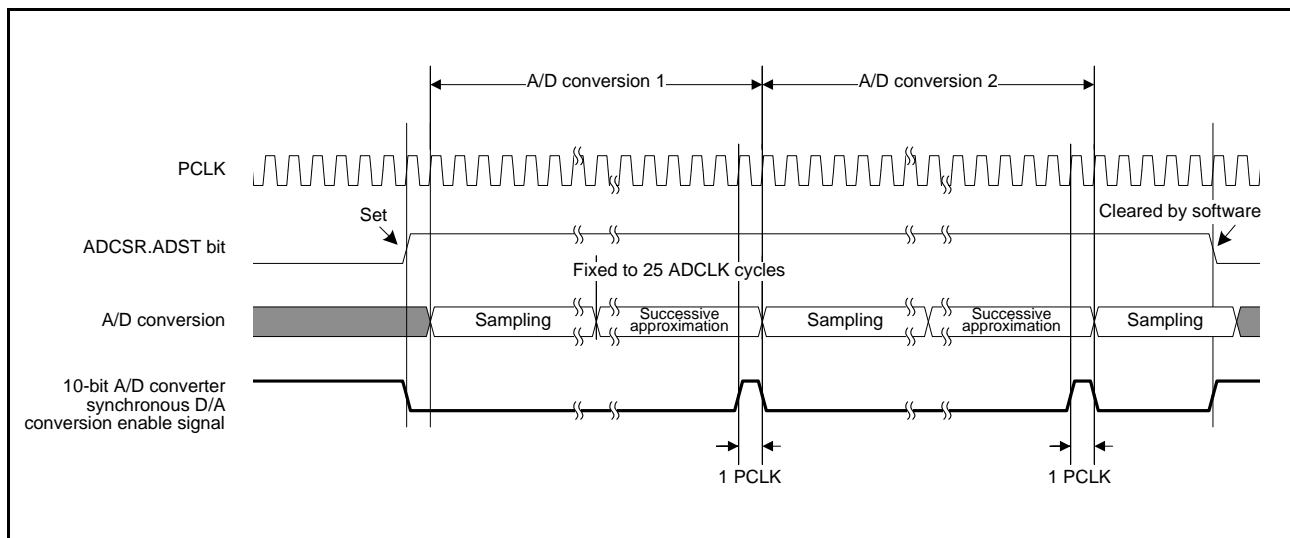 A/D conversion 1
A/D conversion 2
PCLK
Set
Cleared by software
ADCSR.ADST bit
Fixed to 25 ADCLK cycles
A/D conversion
Sampling
Successive
approximation
Sampling
Successive
approximation
Sampling
10-bit A/D converter
synchronous D/A
conversion enable signal
1 PCLK
1 PCLK